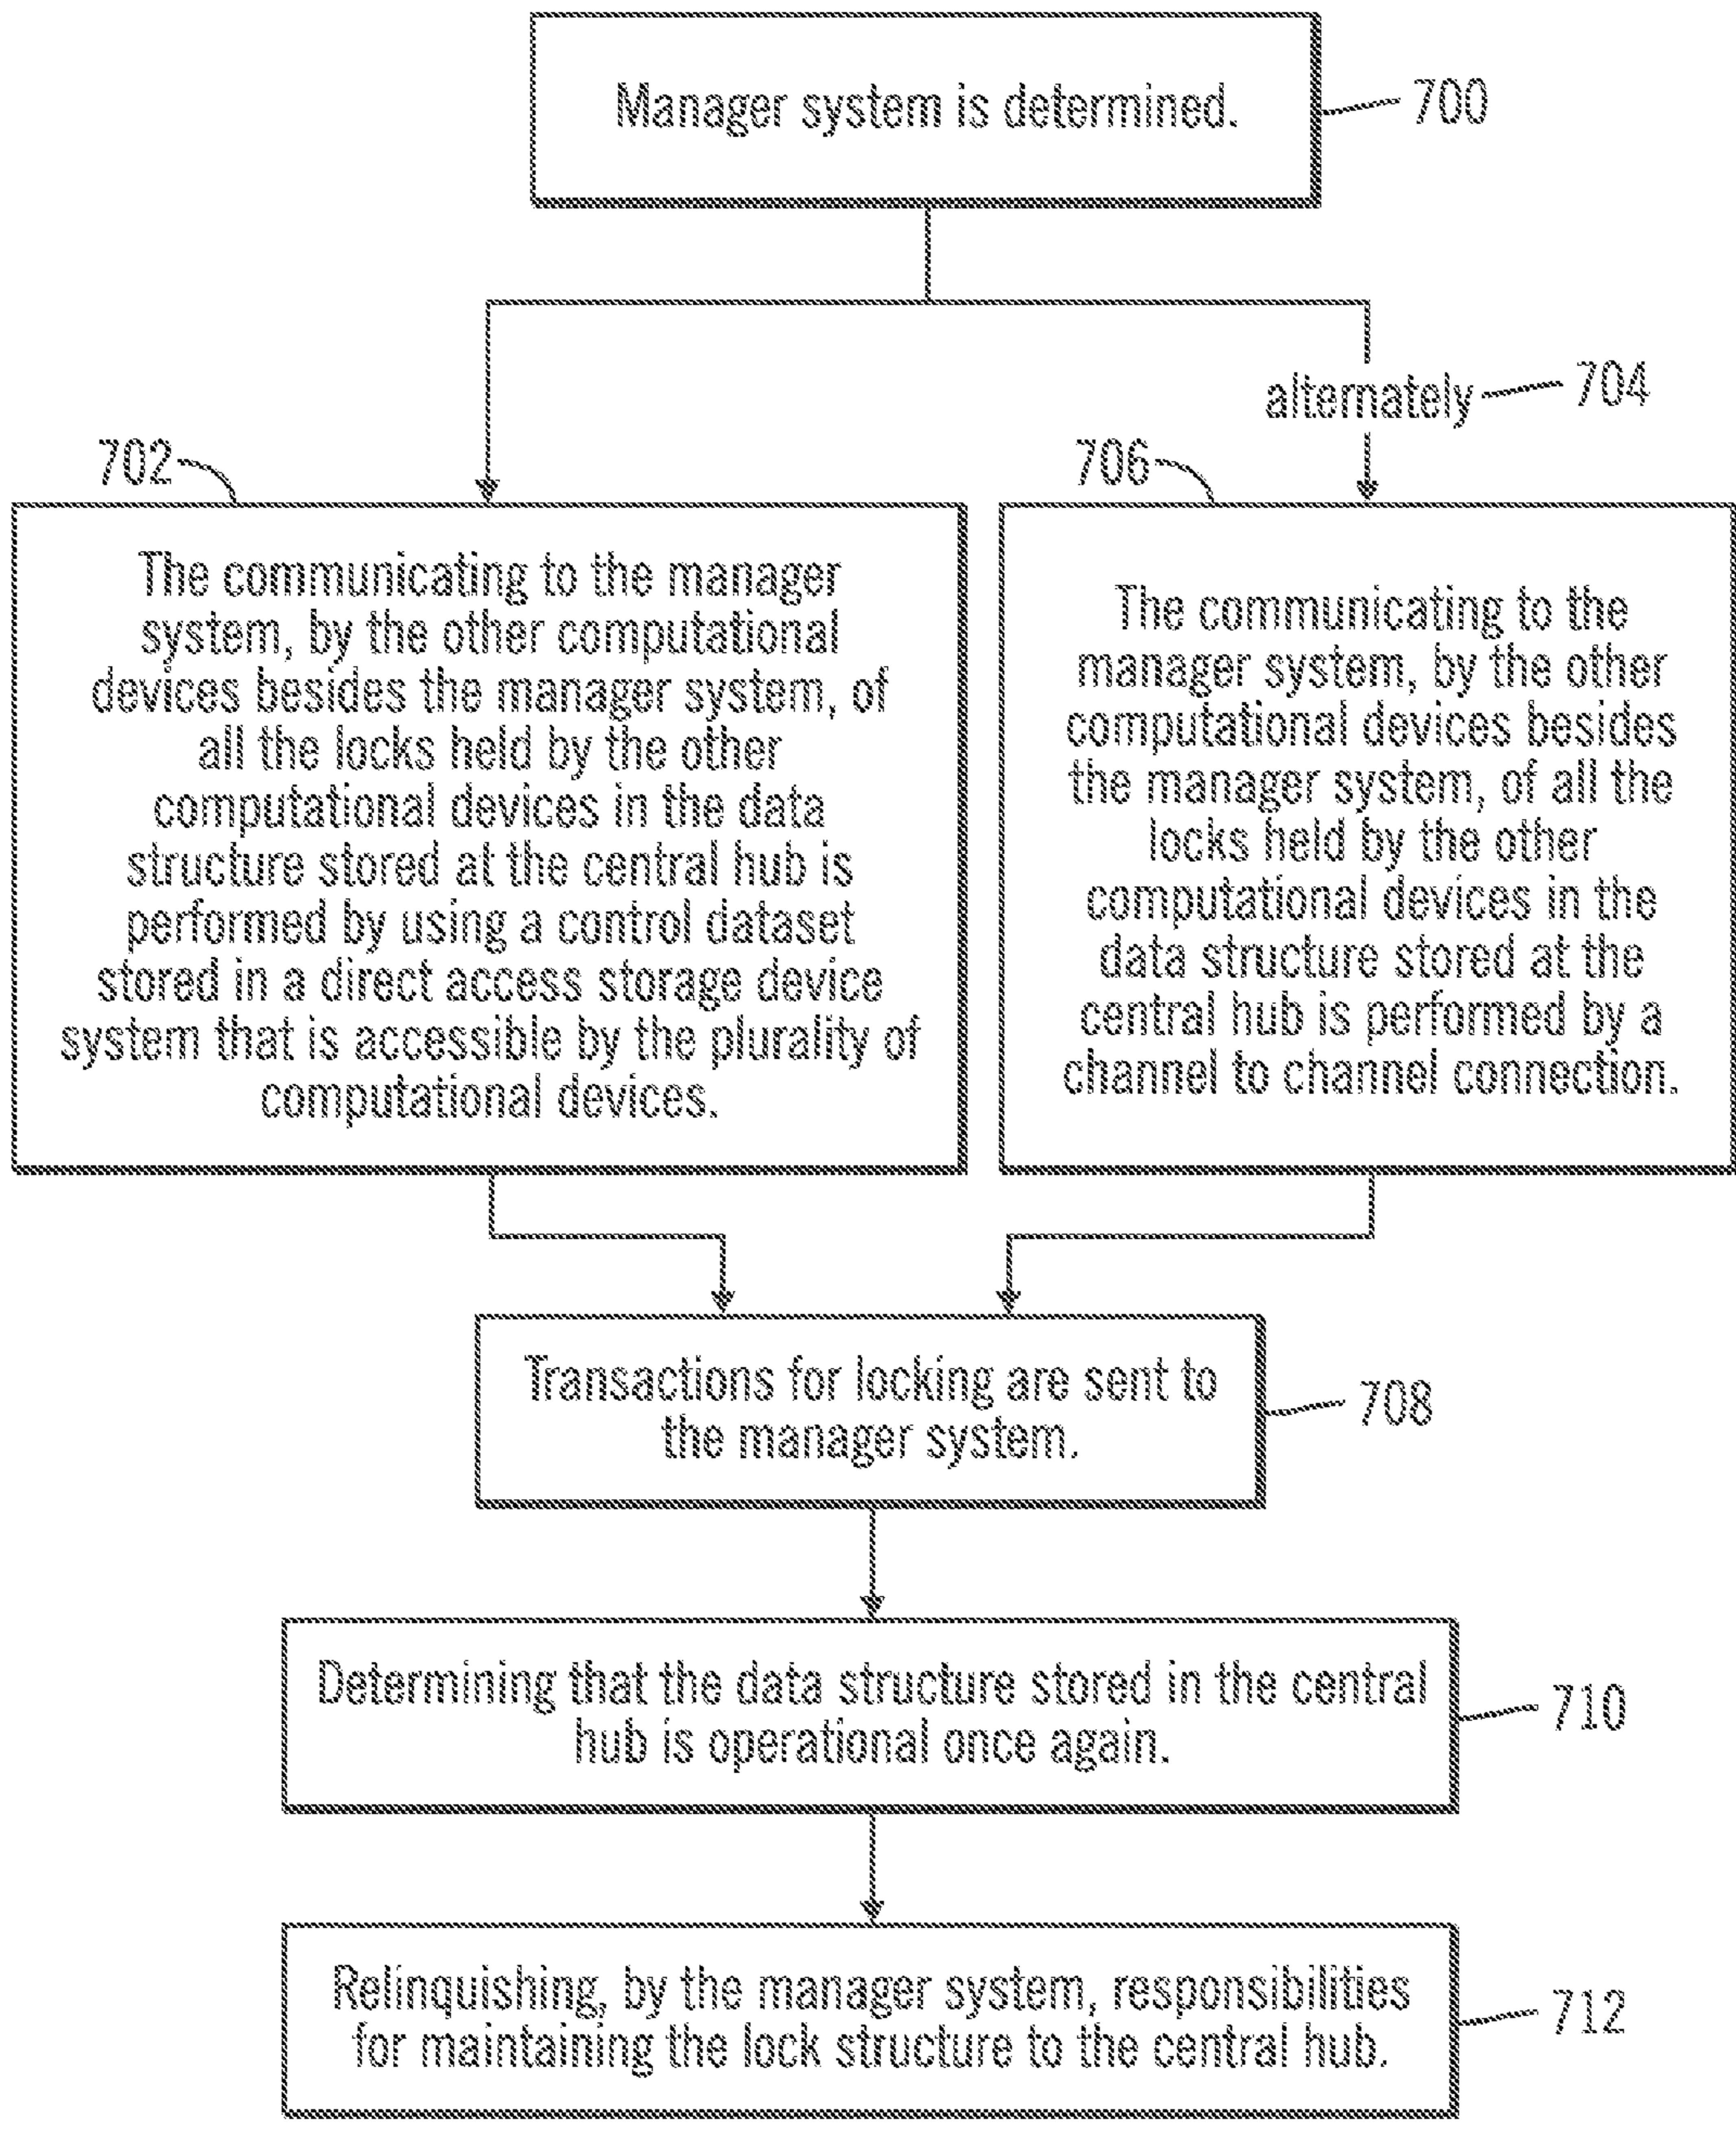 Manager system is determined.
700
alternately
704
702
The communicating to the manager
system, by the other computational
devices besides the manager system, of
all the locks held by the other
computational devices in the data
structure stored at the central hub is
performed by using a control dataset
stored in a direct access storage device
system that is accessible by the plurality of
computational devices.
706
The communicating to the
manager system, by the other
computational devices besides
the manager system, of all the
locks held by the other
computational devices in the
data structure stored at the
central hub is performed by a
channel to channel connection.
Transactions for locking are sent to
the manager system.
708
Determining that the data structure stored in the central
hub is operational once again.
710
Relinquishing, by the manager system, responsibilities
for maintaining the lock structure to the central hub.
712